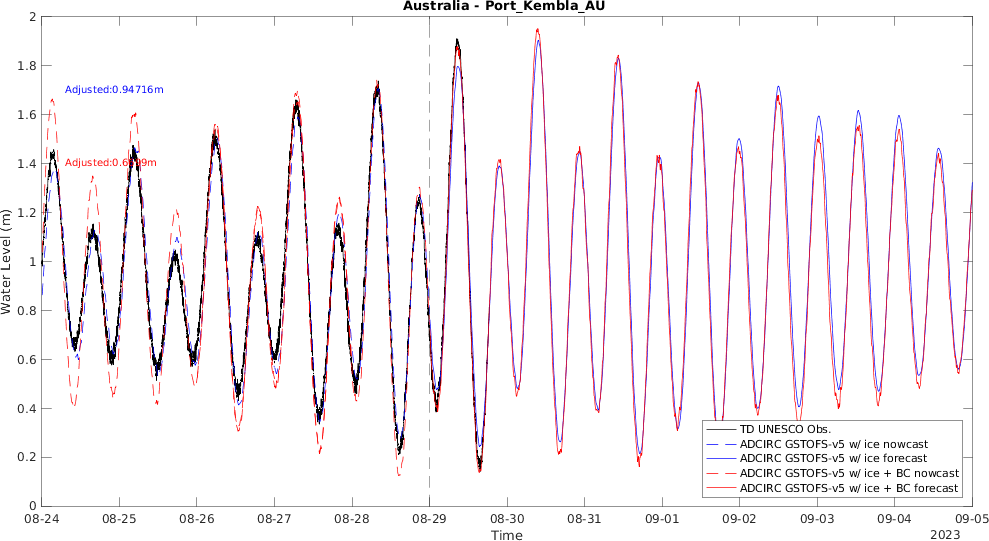 Australia - Port_Kembla_AU
2
1.8
1.6
1.4
1.2
1
0.8
0.6
0.4
0.2
0
Water Level (m)
Adjusted:0.94716m
TD UNESCO Obs.
ADCIRC GSTOFS-v5 w/ ice nowcast
ADCIRC GSTOFS-v5 w/ ice forecast
ADCIRC GSTOFS-v5 w/ ice + BC nowcast
ADCIRC GSTOFS-v5 w/ ice + BC forecast
08-24 08-25 08-26 08-27 08-28 08-29 08-30 08-31 09-01 09-02 09-03 09-04 09-05
Time
2023